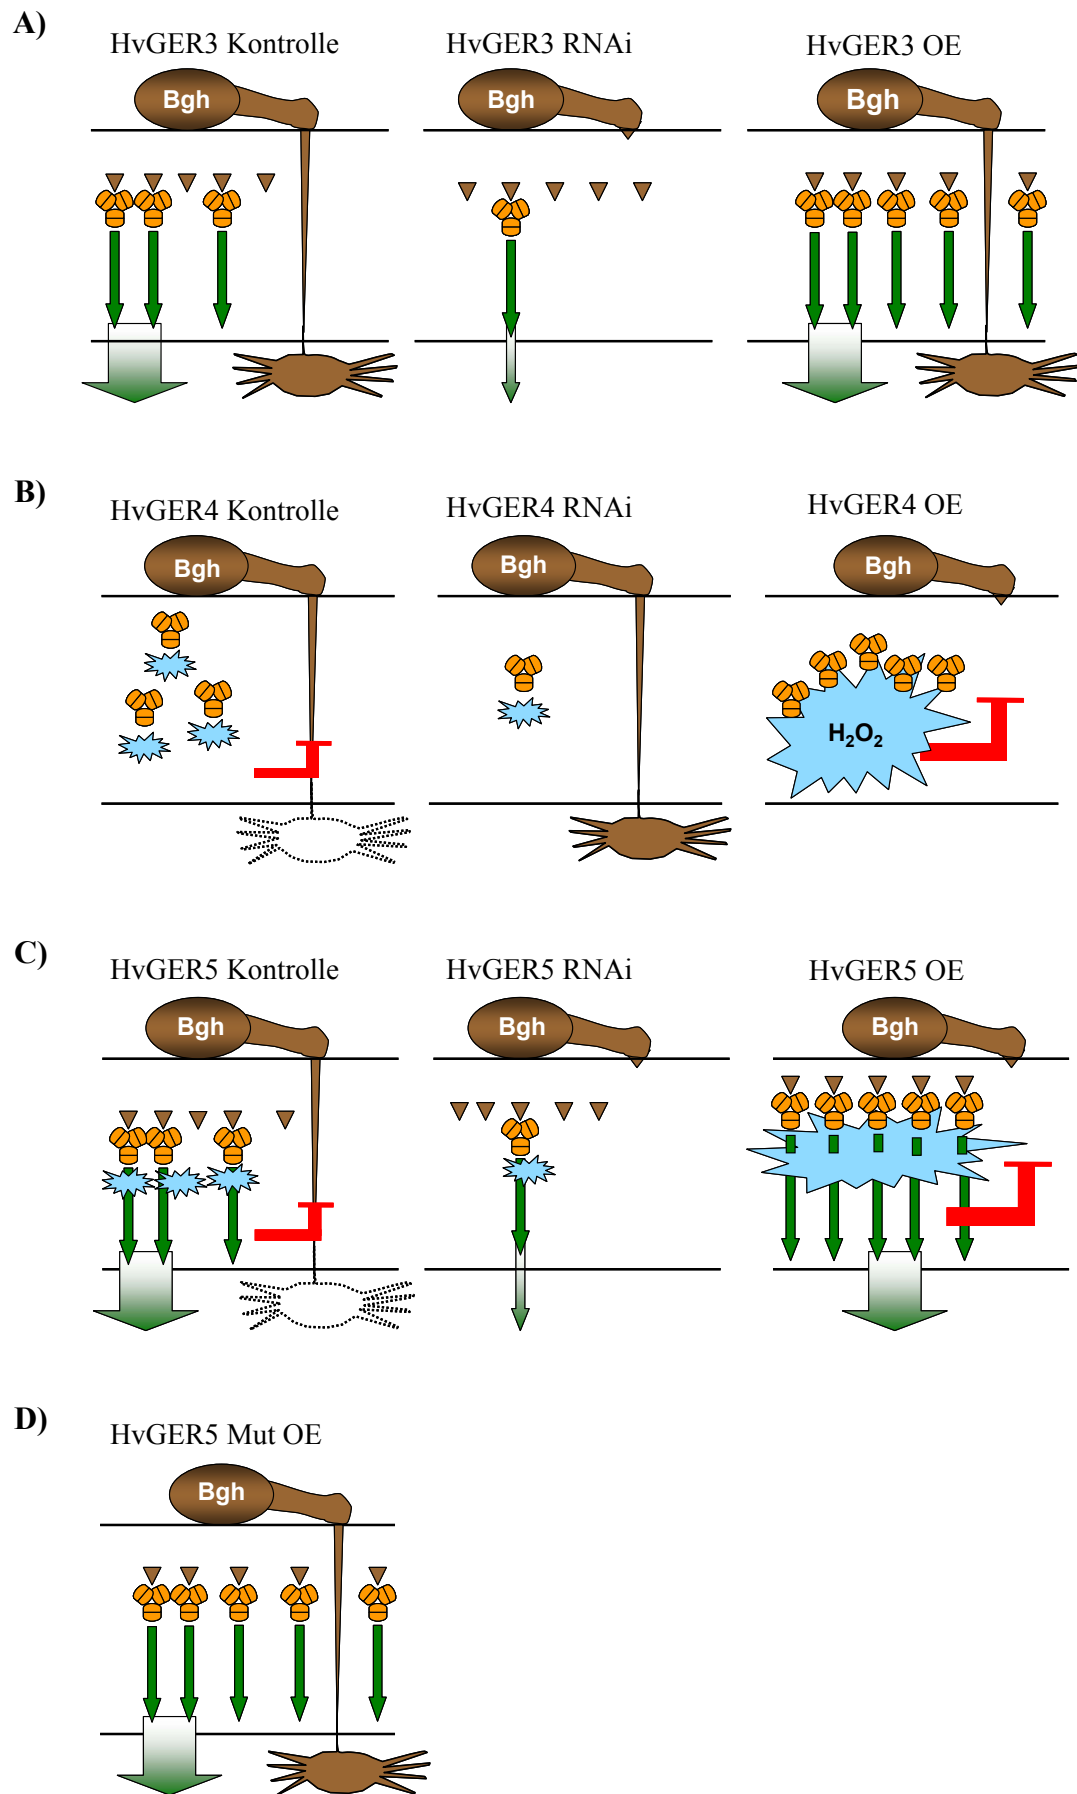 A)
HvGER3 Kontrolle HvGER3 RNAi HvGER3 OE
Bgh Bgh Bgh
B)
HvGER4 Kontrolle HvGER4 RNAi HvGER4 OE
Bgh Bgh Bgh
H₂O₂
C)
HvGER5 Kontrolle HvGER5 RNAi HvGER5 OE
Bgh Bgh Bgh
D)
HvGER5 Mut OE
Bgh